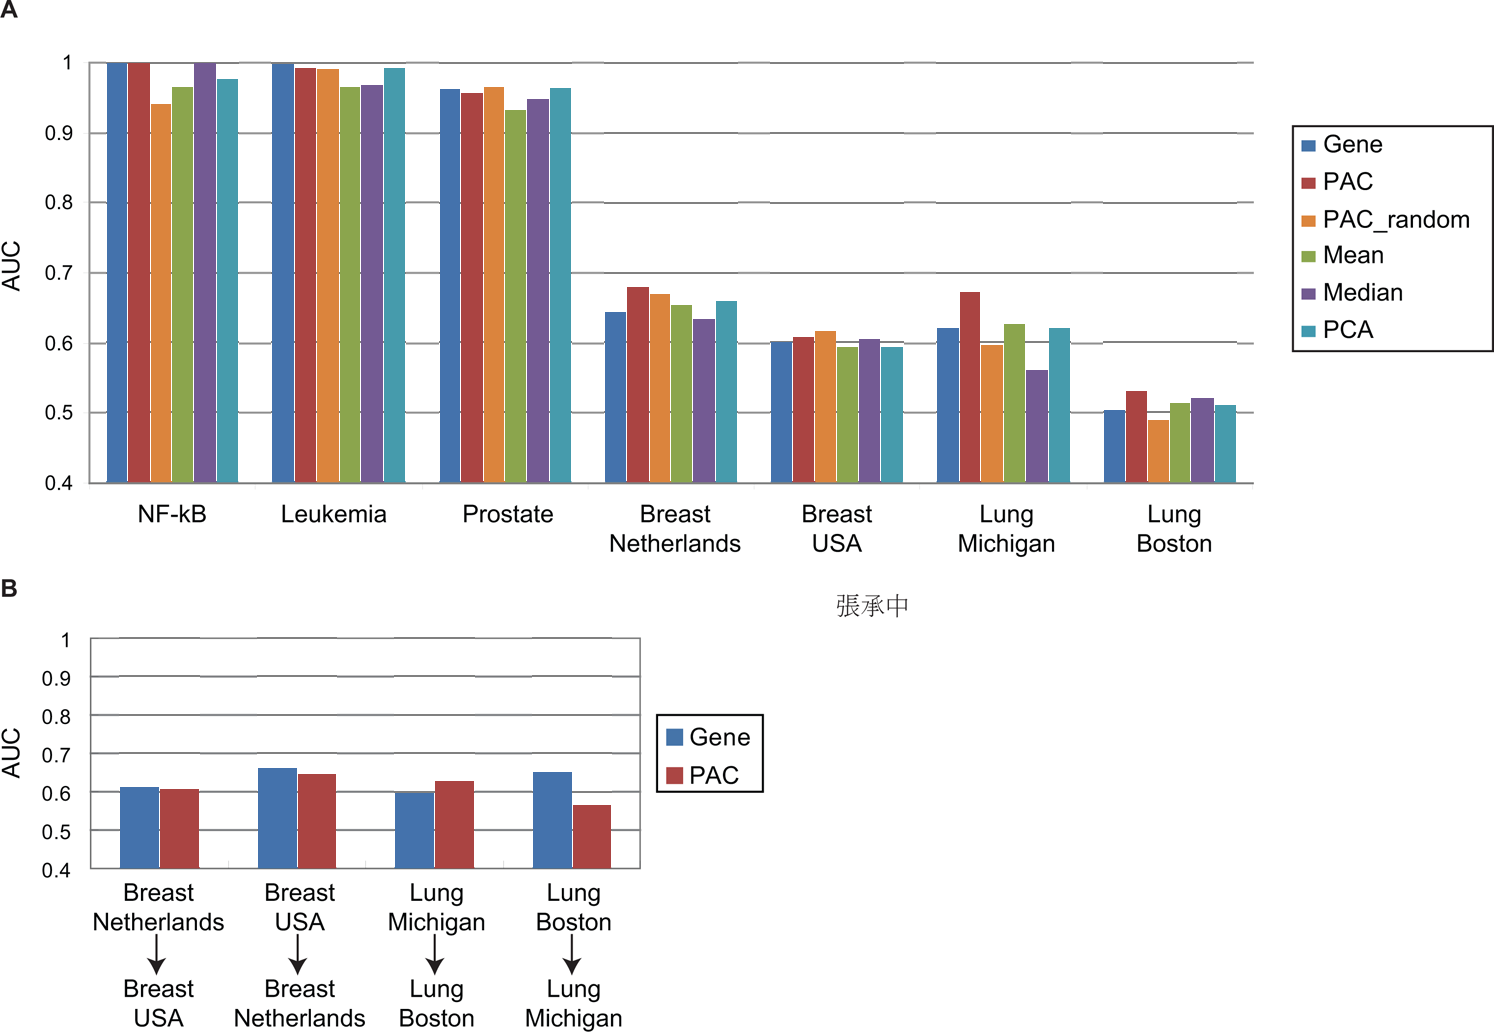 A
1
0.9
0.8
0.7
0.6
0.5
0.4
AUC
NF-kB
Leukemia
Prostate
Breast
Netherlands
Breast
USA
Lung
Michigan
Lung
Boston
Gene
PAC
PAC_random
Mean
Median
PCA
B
張承中
1
0.9
0.8
0.7
0.6
0.5
0.4
AUC
Breast
Netherlands
Breast
USA
Breast
USA
Breast
Netherlands
Lung
Michigan
Lung
Boston
Lung
Boston
Lung
Michigan
Gene
PAC